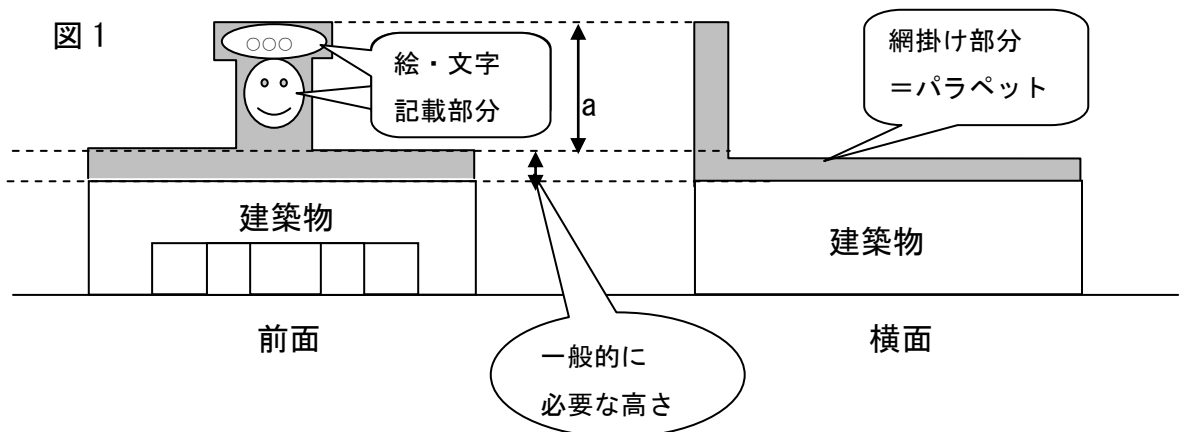 図１
○○○
絵・文字
記載部分
a
網掛け部分
＝パラペット
建築物
建築物
前面
横面
一般的に
必要な高さ